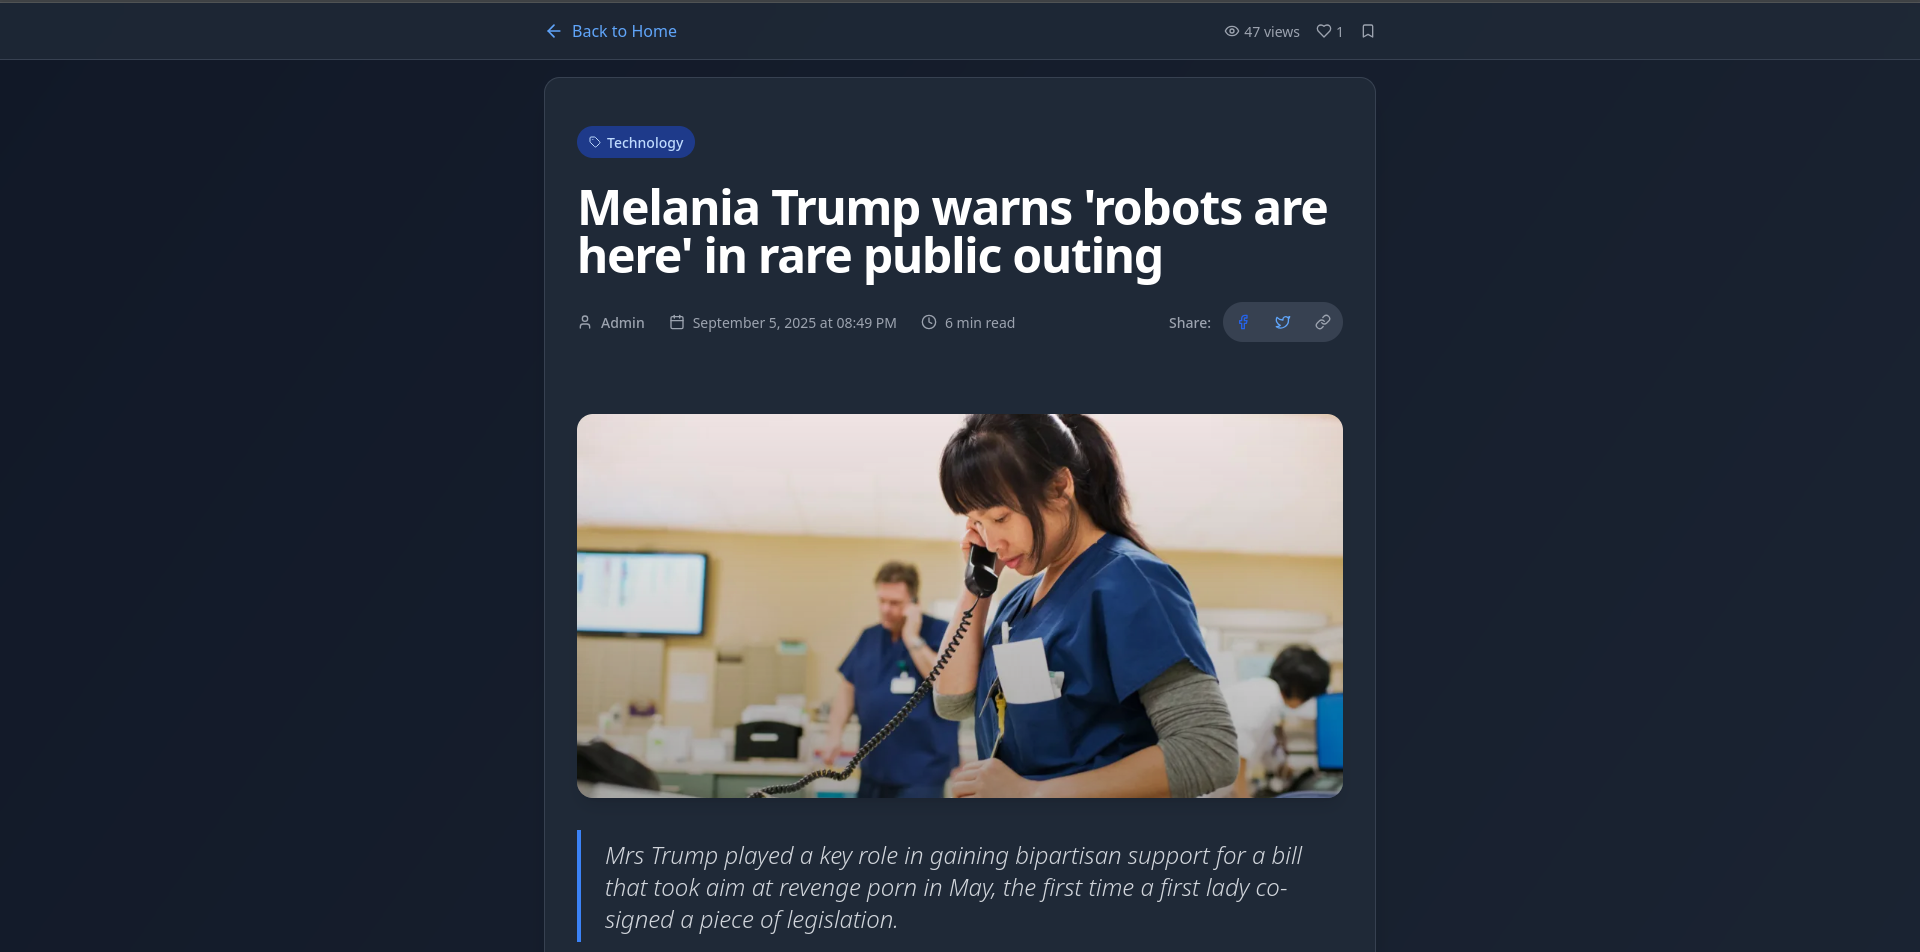 Back to Home
47 views
1
Technology
Melania Trump warns 'robots are
here' in rare public outing
Admin
September 5, 2025 at 08:49 PM
6 min read
Share:
Mrs Trump played a key role in gaining bipartisan support for a bill
that took aim at revenge porn in May, the first time a first lady co-
signed a piece of legislation.